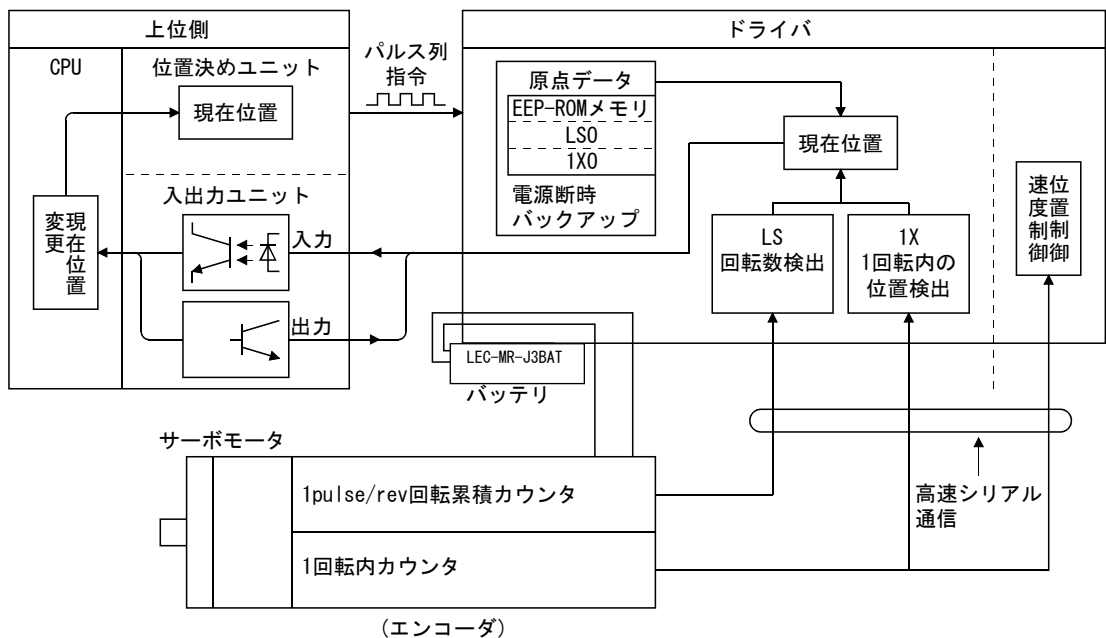 上位側
CPU
位置決めユニット
現在位置
入出力ユニット
現在位置
変更
入力
出力
パルス列
指令
ドライバ
原点データ
EEP-ROMメモリ
LS0
1X0
電源断時
バックアップ
現在位置
LS
回転数検出
1X
1回転内の
位置検出
位置制御
速度制御
LEC-MR-J3BAT
バッテリ
サーボモータ
1pulse/rev回転累積カウンタ
1回転内カウンタ
(エンコーダ)
高速シリアル
通信